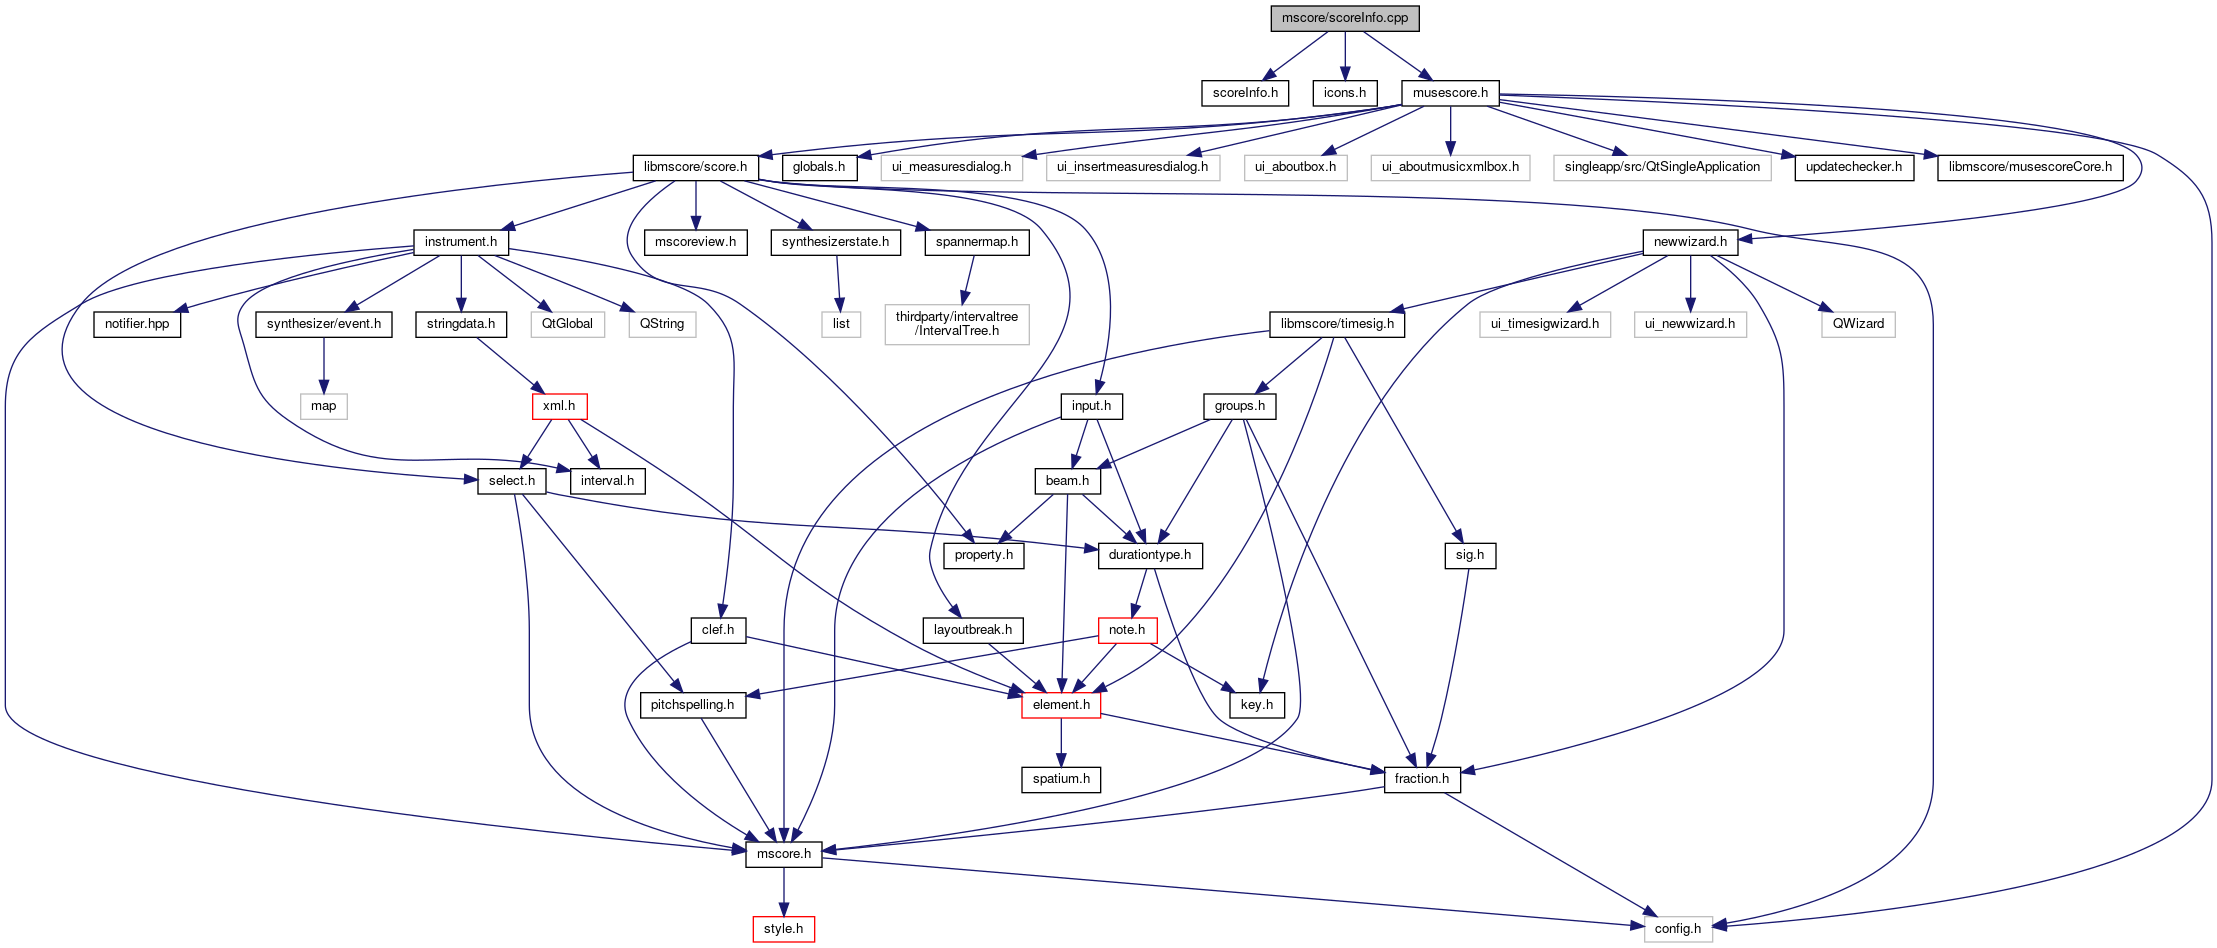 mscore/scoreInfo.cpp
scoreInfo.h
icons.h
musescore.h
libmscore/score.h
globals.h
ui_measuresdialog.h
ui_insertmeasuresdialog.h
ui_aboutbox.h
ui_aboutmusicxmlbox.h
singleapp/src/QtSingleApplication
updatechecker.h
libmscore/musescoreCore.h
instrument.h
mscoreview.h
synthesizerstate.h
spannermap.h
newwizard.h
notifier.hpp
synthesizer/event.h
stringdata.h
QtGlobal
QString
list
thirdparty/intervaltree
/IntervalTree.h
libmscore/timesig.h
ui_timesigwizard.h
ui_newwizard.h
QWizard
map
xml.h
input.h
groups.h
select.h
interval.h
beam.h
property.h
durationtype.h
sig.h
clef.h
layoutbreak.h
note.h
pitchspelling.h
element.h
key.h
spatium.h
fraction.h
mscore.h
style.h
config.h